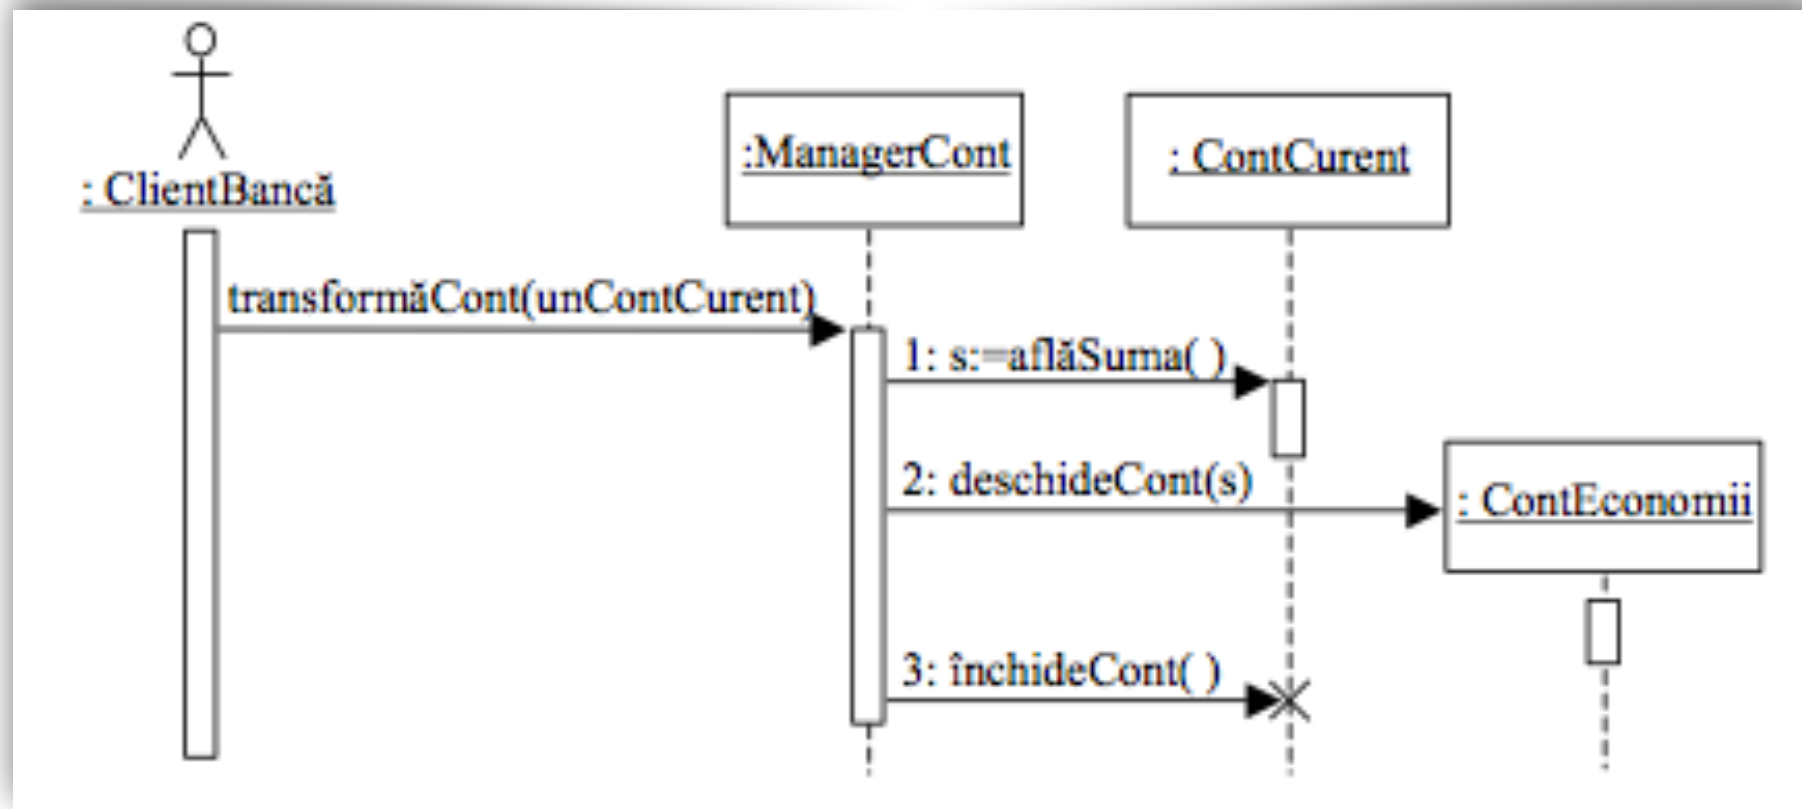 :ManagerCont
: ContCurent
: ClientBancă
transformăCont(unContCurent)
1: s:=aflăSuma( )
2: deschideCont(s)
: ContEconomii
3: închideCont( )